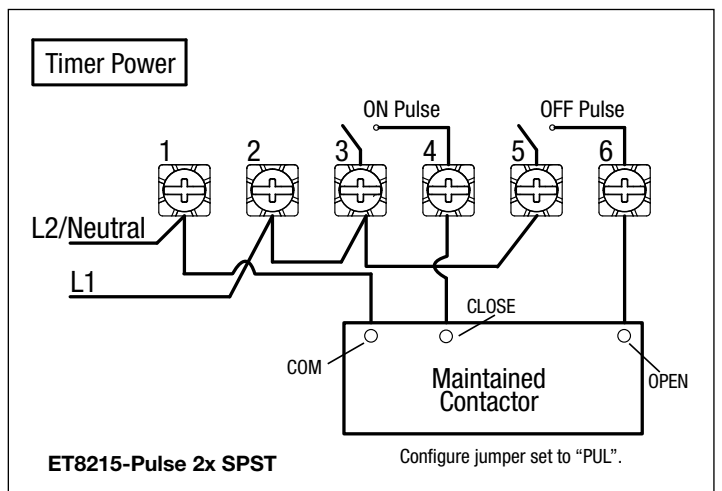 Timer Power
ON Pulse
OFF Pulse
1 2 3 4 5 6
L2/Neutral
L1
CLOSE
COM
OPEN
Maintained
Contactor
ET8215-Pulse 2x SPST
Configure jumper set to “PUL”.